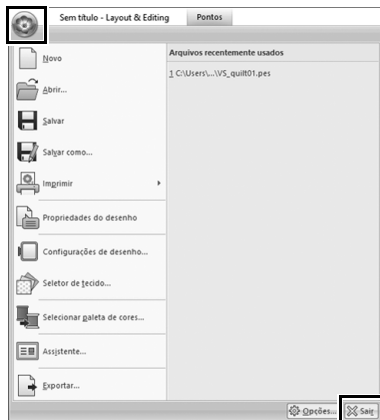 Sem título - Layout & Editing Pontos
Novo
Abrir...
Salvar
Salvar como...
Imprimir
Propriedades do desenho
Configurações de desenho...
Seletor de tecido...
Selecionar paleta de cores...
Assistente...
Exportar...
Arquivos recentemente usados
1 C:\Users\...\VS_quilt01.pes
Opções... Sair